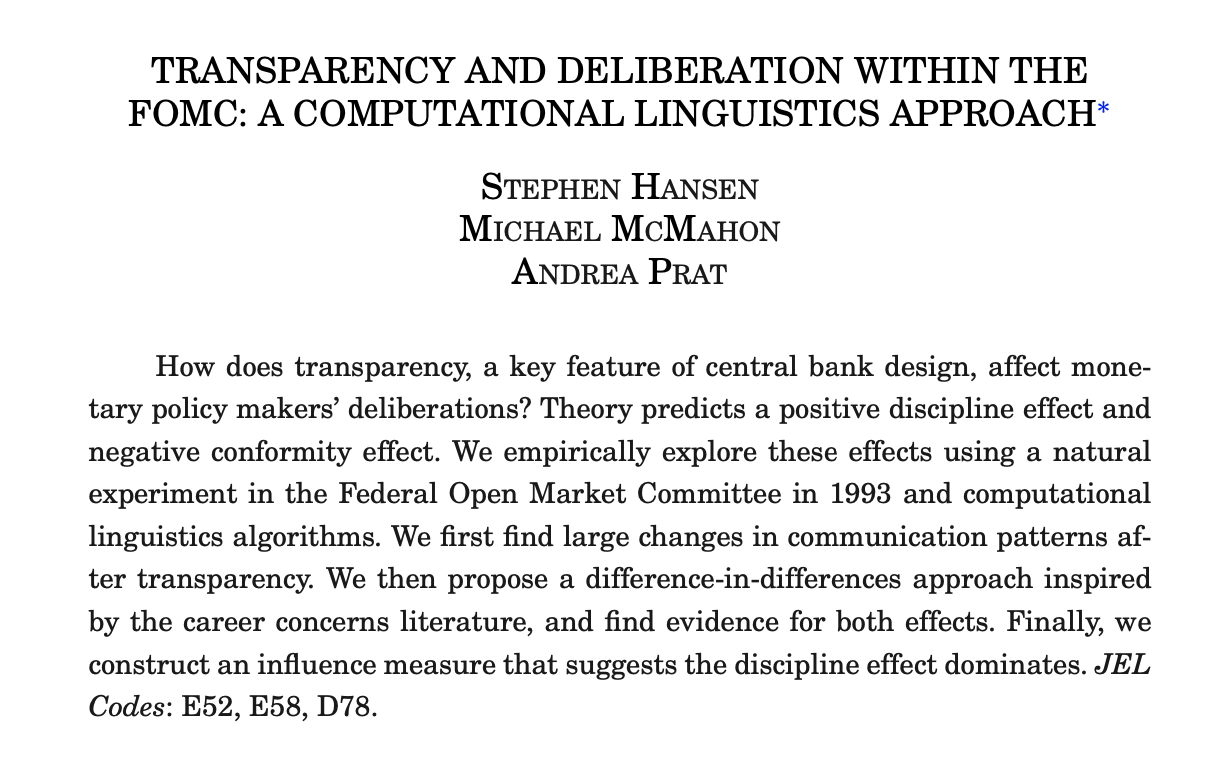 TRANSPARENCY AND DELIBERATION WITHIN THE
FOMC: A COMPUTATIONAL LINGUISTICS APPROACH*
STEPHEN HANSEN
MICHAEL MCMAHON
ANDREA PRAT
How does transparency, a key feature of central bank design, affect mone-
tary policy makers’ deliberations? Theory predicts a positive discipline effect and
negative conformity effect. We empirically explore these effects using a natural
experiment in the Federal Open Market Committee in 1993 and computational
linguistics algorithms. We first find large changes in communication patterns af-
ter transparency. We then propose a difference-in-differences approach inspired
by the career concerns literature, and find evidence for both effects. Finally, we
construct an influence measure that suggests the discipline effect dominates. JEL
Codes: E52, E58, D78.